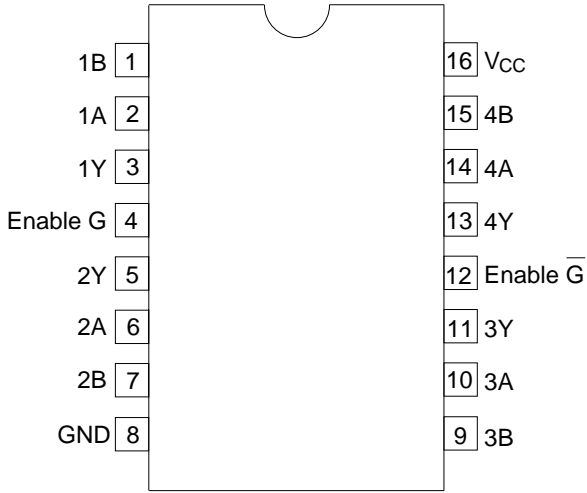 1B 1 16 VCC
1A 2 15 4B
1Y 3 14 4A
Enable G 4 13 4Y
2Y 5 12 Enable G̅
2A 6 11 3Y
2B 7 10 3A
GND 8 9 3B